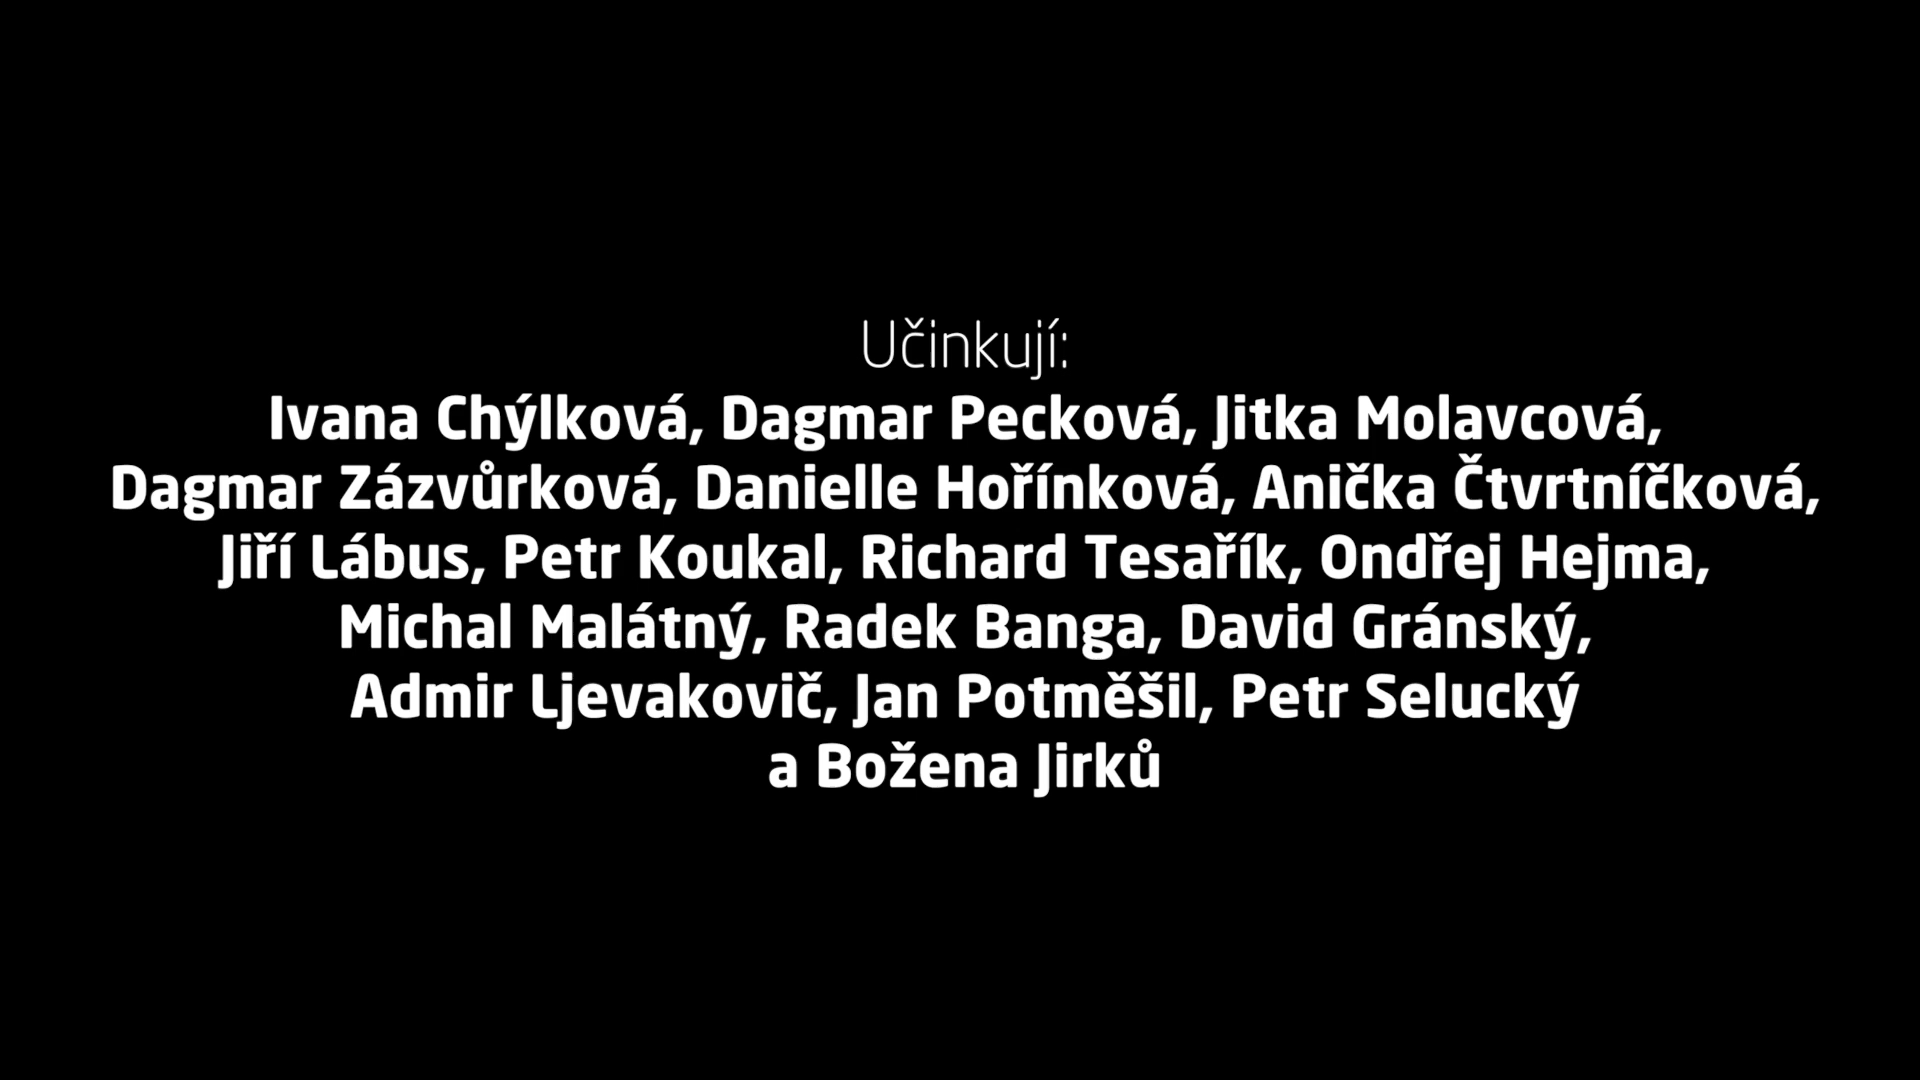 Učinkují:
Ivana Chýlková, Dagmar Pecková, Jitka Molavcová,
Dagmar Zázvůrková, Danielle Hořínková, Anička Čtvrtníčková,
Jiří Lábus, Petr Koukal, Richard Tesařík, Ondřej Hejma,
Michal Malátný, Radek Banga, David Gránský,
Admir Ljevakovič, Jan Potměšil, Petr Selucký
a Božena Jirků